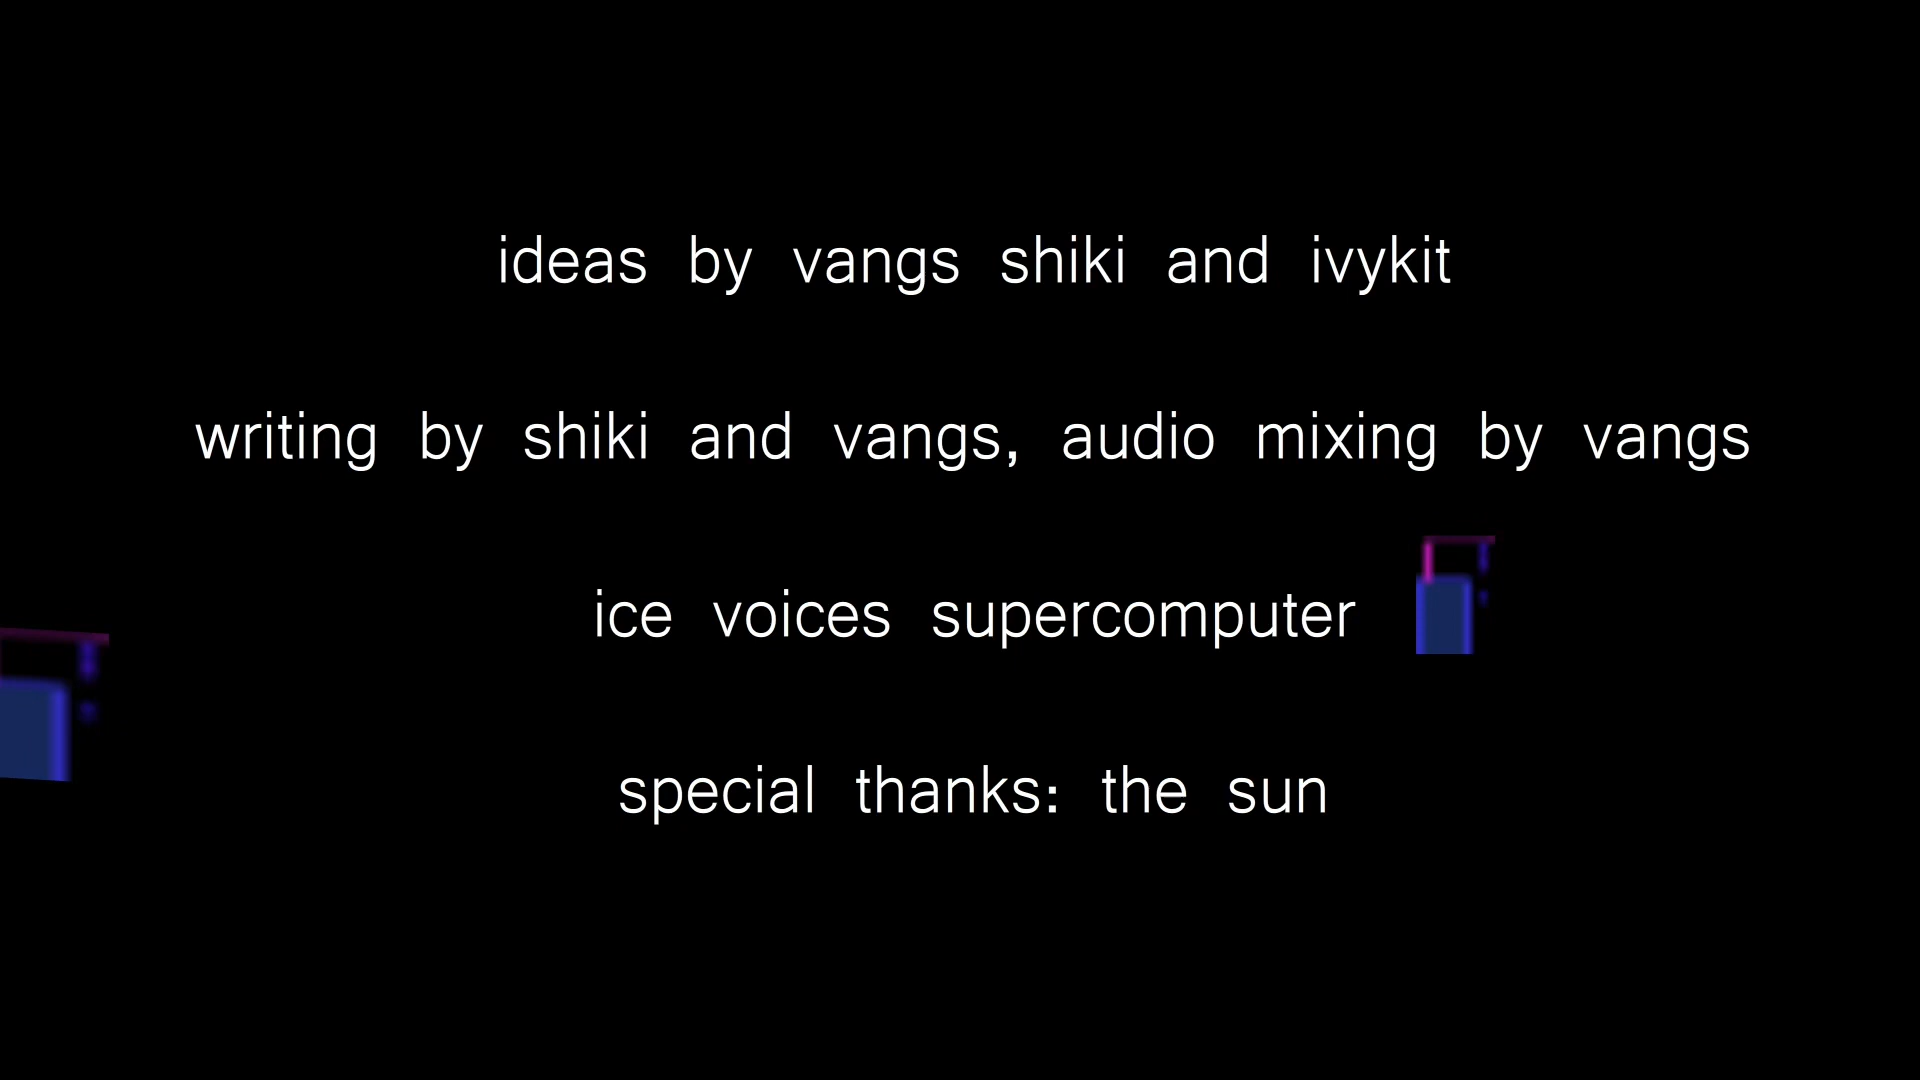 ideas by vangs shiki and ivykit
writing by shiki and vangs, audio mixing by vangs
ice voices supercomputer
special thanks: the sun